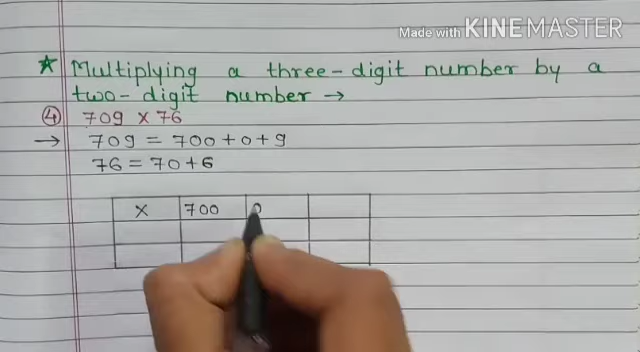 Made with KINEMASTER
* Multiplying a three-digit number by a
two-digit number →
④ 709 × 76
→ 709 = 700+0+9
76 = 70+6
× 700 0